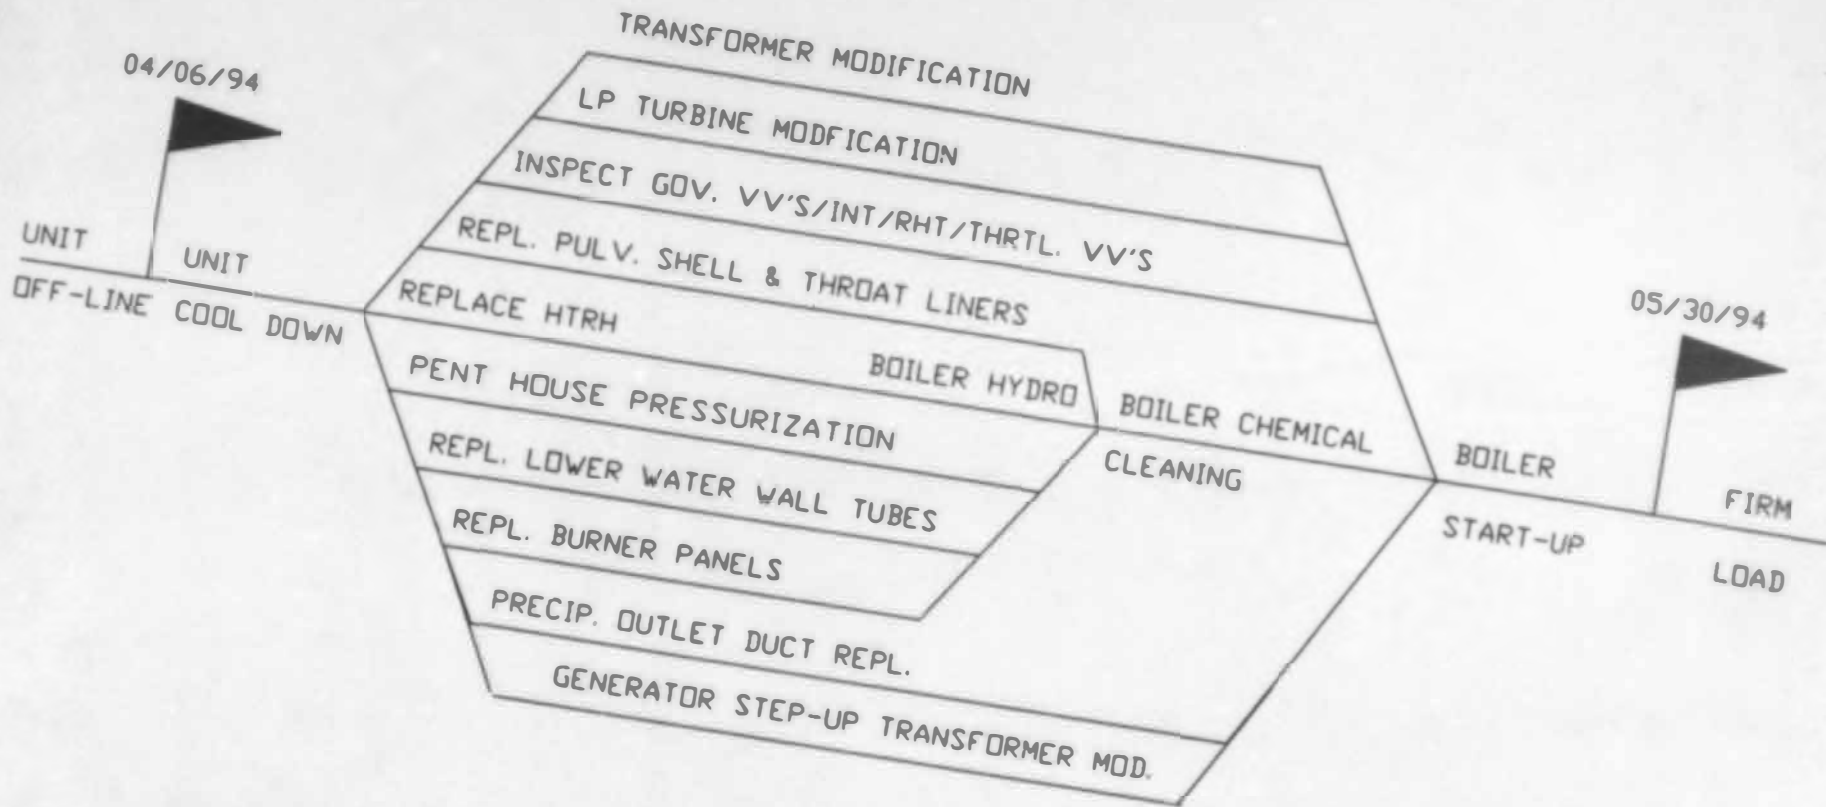 TRANSFORMER MODIFICATION
04/06/94
LP TURBINE MODFICATION
INSPECT GOV. VV'S/INT/RHT/THRTL. VV'S
UNIT
OFF-LINE
UNIT
COOL DOWN
REPL. PULV. SHELL & THROAT LINERS
REPLACE HTRH
BOILER HYDRO
PENT HOUSE PRESSURIZATION
REPL. LOWER WATER WALL TUBES
REPL. BURNER PANELS
PRECIP. OUTLET DUCT REPL.
GENERATOR STEP-UP TRANSFORMER MOD.
BOILER CHEMICAL
CLEANING
BOILER
START-UP
05/30/94
FIRM
LOAD